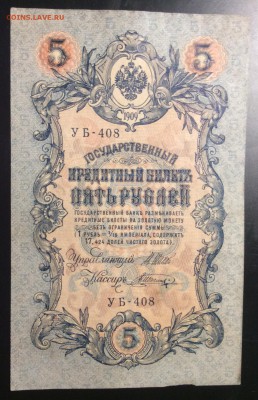 COINS.LAVE.RU
5 5
1909
УБ-408
ГОСУДАРСТВЕННЫЙ
КРЕДИТНЫЙ БИЛЕТЪ
ПЯТЬ РУБЛЕЙ
ГОСУДАРСТВЕННЫЙ БАНКЪ РАЗМѢНИВАЕТЪ
КРЕДИТНЫЕ БИЛЕТЫ НА ЗОЛОТУЮ МОНЕТУ
БЕЗЪ ОГРАНИЧЕНІЯ СУММЫ
(1 РУБЛЬ = 1/15 ИМПЕРІАЛА, СОДЕРЖИТЪ
17,424 ДОЛЕЙ ЧИСТАГО ЗОЛОТА).
Управляющій
Кассиръ
УБ-408
5